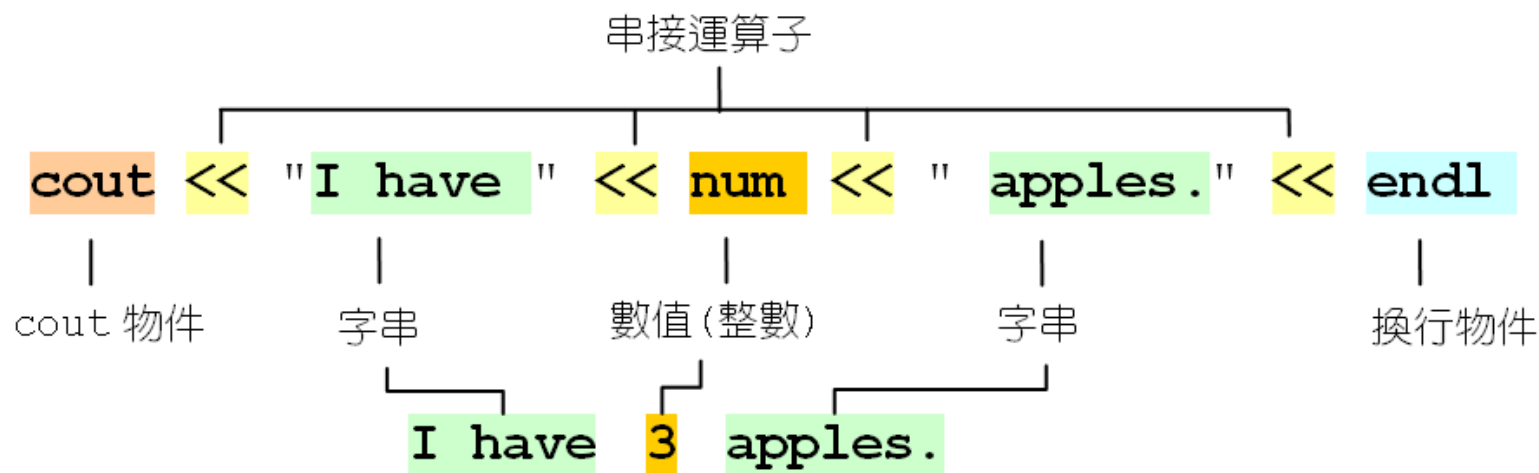 串接運算子
cout << "I have " << num << " apples." << endl
cout 物件 字串 數值(整數) 字串 換行物件
I have 3 apples.